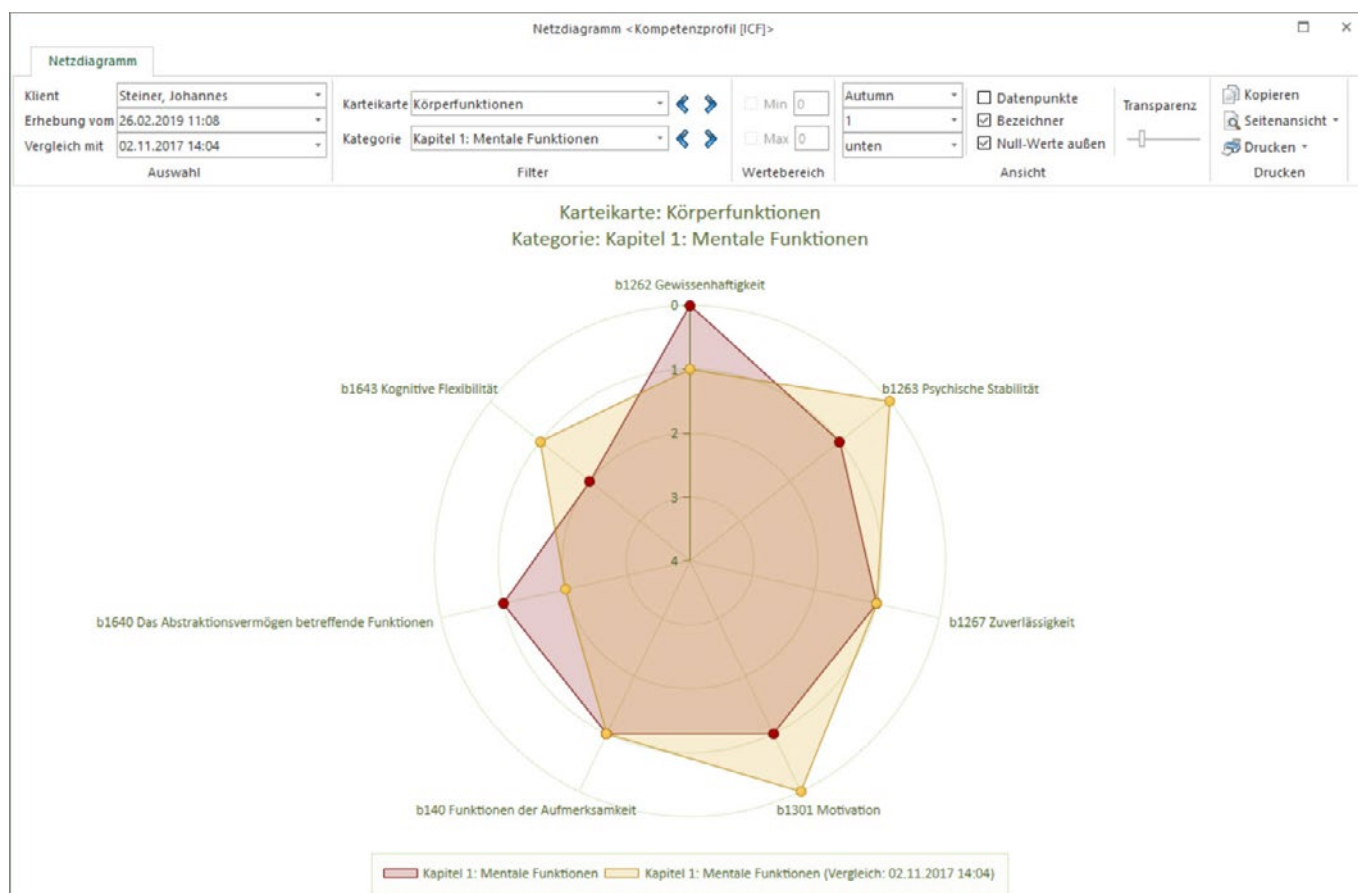 Netzdiagramm <Kompetenzprofil [ICF]>
Netzdiagramm
Klient Steiner, Johannes
Erhebung vom 26.02.2019 11:08
Vergleich mit 02.11.2017 14:04
Auswahl
Karteikarte Körperfunktionen
Kategorie Kapitel 1: Mentale Funktionen
Filter
Min 0
Max 0
Wertebereich
Autumn
1
unten
Datenpunkte
Bezeichner
Null-Werte außen
Transparenz
Ansicht
Kopieren
Seitenansicht
Drucken
Drucken
Karteikarte: Körperfunktionen
Kategorie: Kapitel 1: Mentale Funktionen
b1262 Gewissenhaftigkeit
0
1
2
3
4
b1643 Kognitive Flexibilität
b1263 Psychische Stabilität
b1640 Das Abstraktionsvermögen betreffende Funktionen
b1267 Zuverlässigkeit
b140 Funktionen der Aufmerksamkeit
b1301 Motivation
Kapitel 1: Mentale Funktionen
Kapitel 1: Mentale Funktionen (Vergleich: 02.11.2017 14:04)